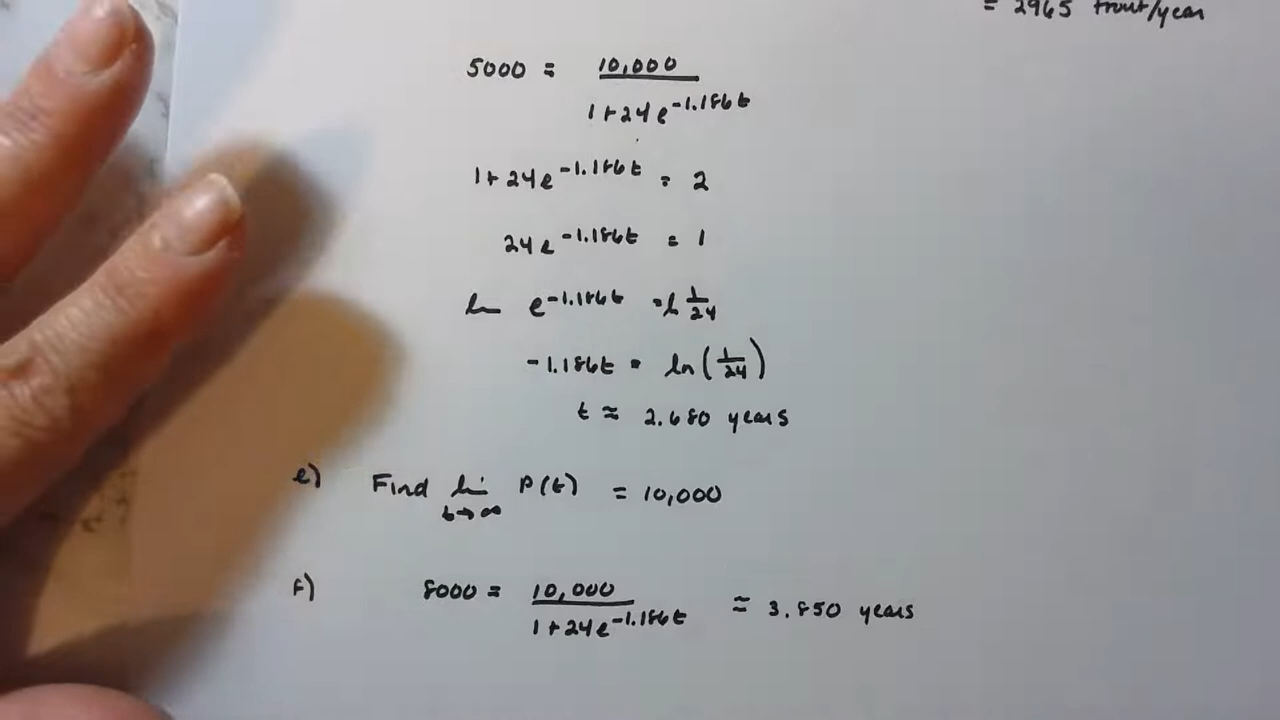 = 2965 trout/year
5000 = 10,000 / 1+24e^-1.186t
1+24e^-1.186t = 2
24e^-1.186t = 1
ln e^-1.186t = ln 1/24
-1.186t = ln(1/24)
t ≈ 2.680 years
e) Find lim t→∞ P(t) = 10,000
f) 8000 = 10,000 / 1+24e^-1.186t ≈ 3.850 years